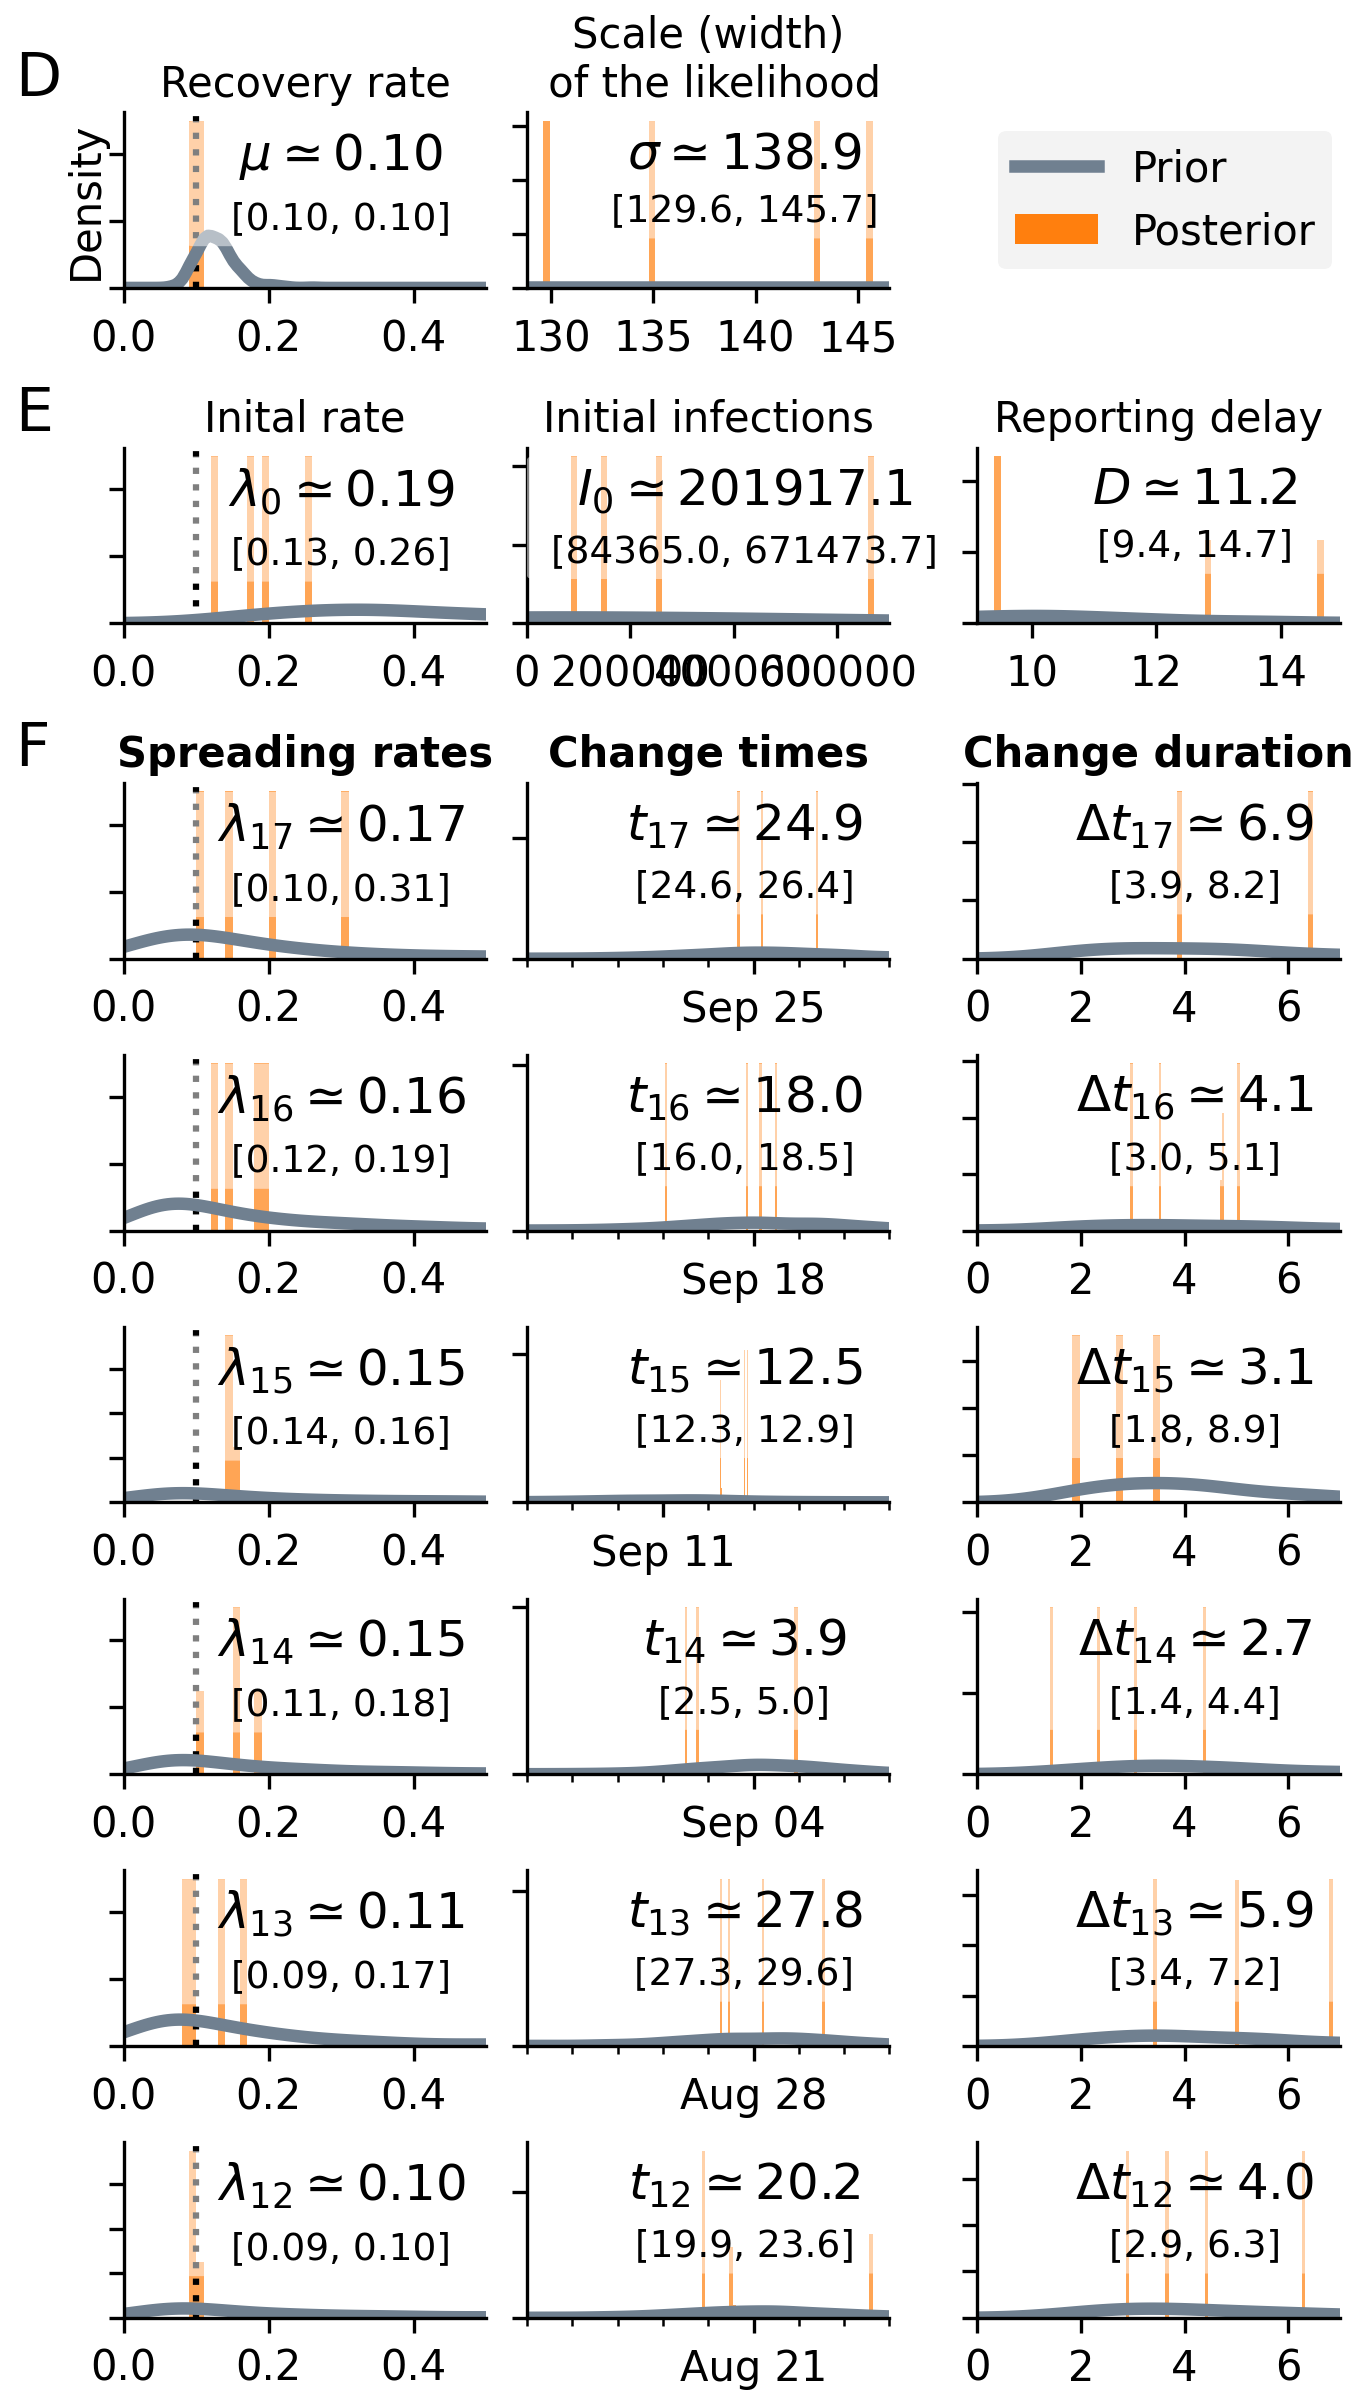 D
Recovery rate
Scale (width)
of the likelihood
Density
μ ≃ 0.10
[0.10, 0.10]
0.0 0.2 0.4
σ ≃ 138.9
[129.6, 145.7]
130 135 140 145
Prior
Posterior
E
Inital rate
λ0 ≃ 0.19
[0.13, 0.26]
0.0 0.2 0.4
Initial infections
I0 ≃ 201917.1
[84365.0, 671473.7]
0 200000 400000 600000
Reporting delay
D ≃ 11.2
[9.4, 14.7]
10 12 14
F
Spreading rates
Change times
Change duration
λ17 ≃ 0.17
[0.10, 0.31]
0.0 0.2 0.4
t17 ≃ 24.9
[24.6, 26.4]
Sep 25
Δt17 ≃ 6.9
[3.9, 8.2]
0 2 4 6
λ16 ≃ 0.16
[0.12, 0.19]
0.0 0.2 0.4
t16 ≃ 18.0
[16.0, 18.5]
Sep 18
Δt16 ≃ 4.1
[3.0, 5.1]
0 2 4 6
λ15 ≃ 0.15
[0.14, 0.16]
0.0 0.2 0.4
t15 ≃ 12.5
[12.3, 12.9]
Sep 11
Δt15 ≃ 3.1
[1.8, 8.9]
0 2 4 6
λ14 ≃ 0.15
[0.11, 0.18]
0.0 0.2 0.4
t14 ≃ 3.9
[2.5, 5.0]
Sep 04
Δt14 ≃ 2.7
[1.4, 4.4]
0 2 4 6
λ13 ≃ 0.11
[0.09, 0.17]
0.0 0.2 0.4
t13 ≃ 27.8
[27.3, 29.6]
Aug 28
Δt13 ≃ 5.9
[3.4, 7.2]
0 2 4 6
λ12 ≃ 0.10
[0.09, 0.10]
0.0 0.2 0.4
t12 ≃ 20.2
[19.9, 23.6]
Aug 21
Δt12 ≃ 4.0
[2.9, 6.3]
0 2 4 6